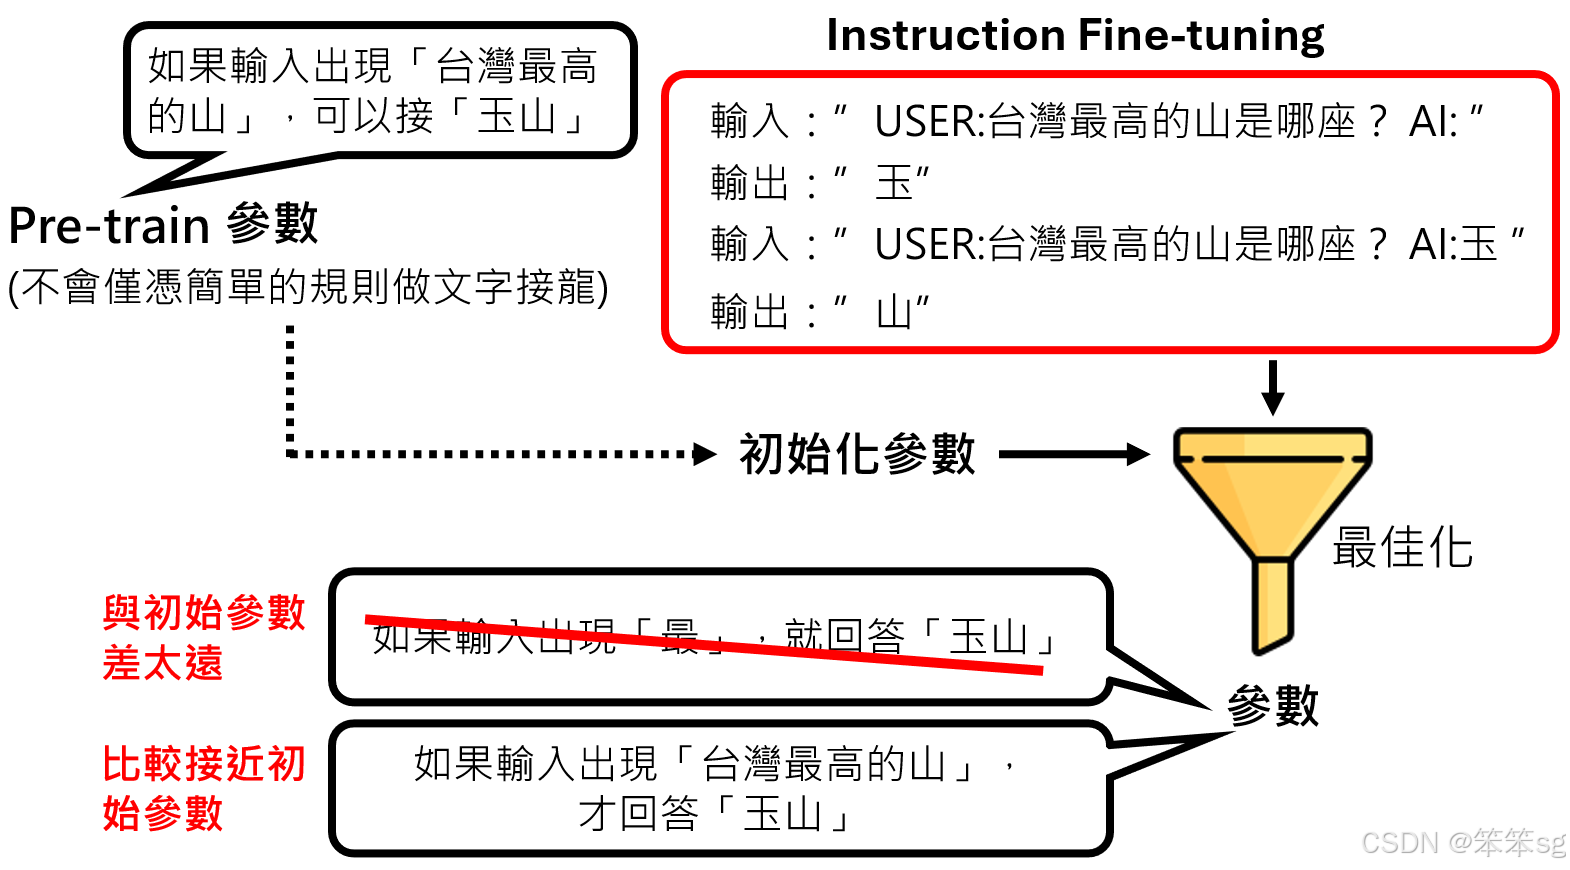 如果輸入出現「台灣最高
的山」，可以接「玉山」
Pre-train 參數
(不會僅憑簡單的規則做文字接龍)
Instruction Fine-tuning
輸入：” USER:台灣最高的山是哪座？ AI: ”
輸出：” 玉”
輸入：” USER:台灣最高的山是哪座？ AI:玉 ”
輸出：” 山”
初始化參數
最佳化
與初始參數
差太遠
如果輸入出現「最」，就回答「玉山」
參數
比較接近初
始參數
如果輸入出現「台灣最高的山」，
才回答「玉山」
CSDN @笨笨sg